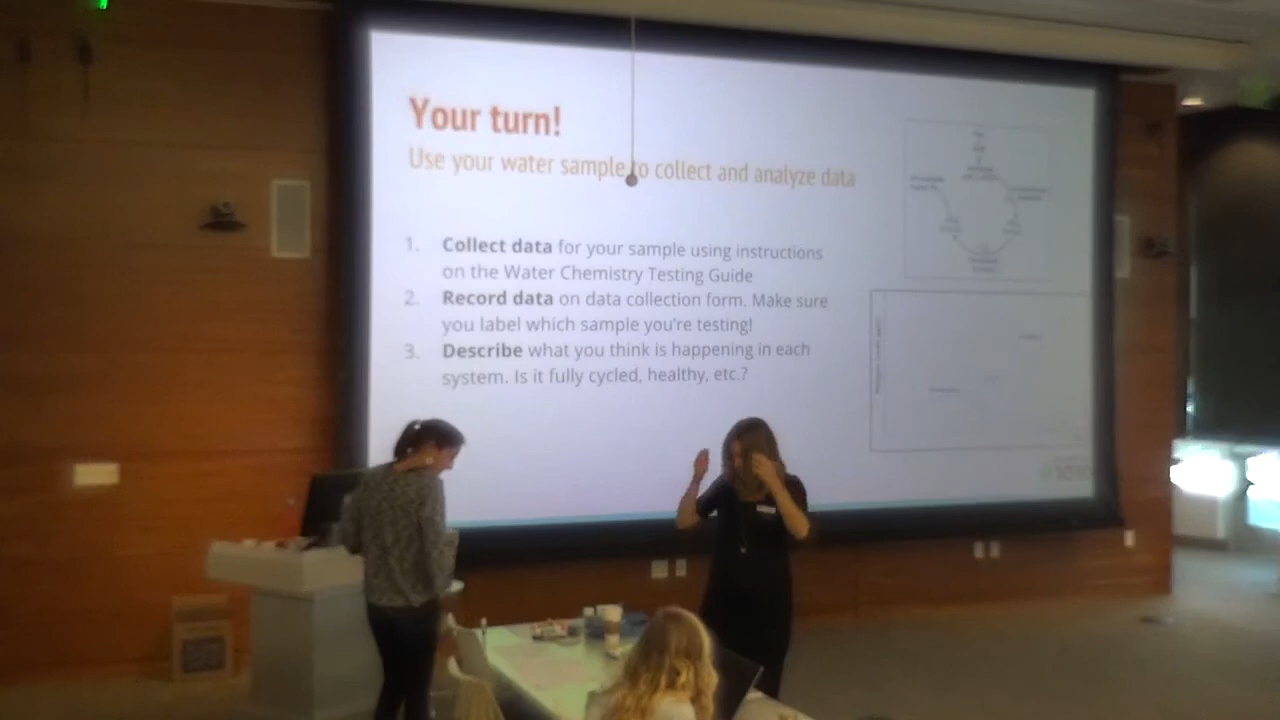 Your turn!
Use your water sample to collect and analyze data
1. Collect data for your sample using instructions
on the Water Chemistry Testing Guide
2. Record data on data collection form. Make sure
you label which sample you're testing!
3. Describe what you think is happening in each
system. Is it fully cycled, healthy, etc.?